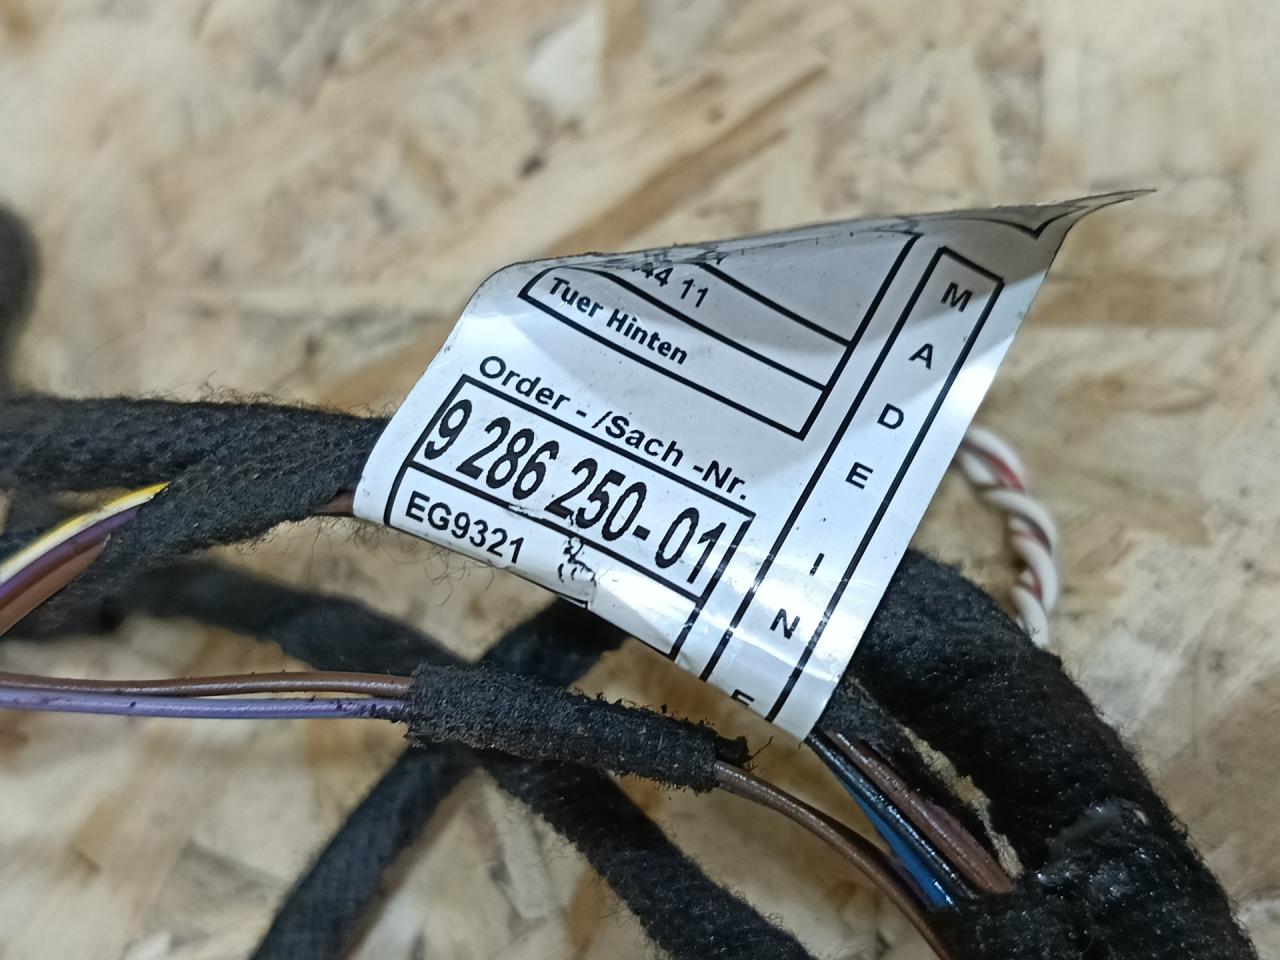 44 11
Tuer Hinten
Order - /Sach -Nr.
9 286 250-01
EG9321
MADE IN